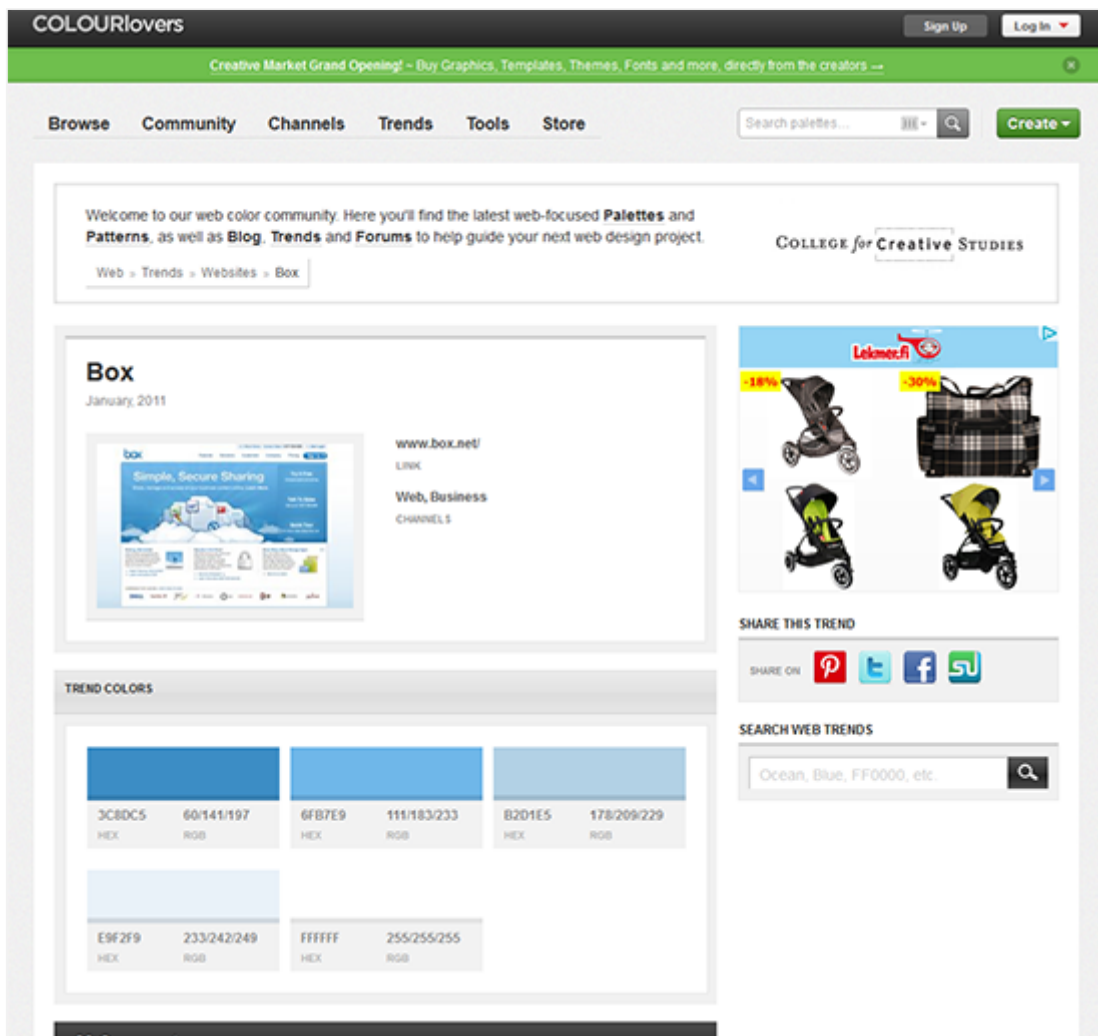 COLOURlovers
Sign Up
Log In
Creative Market Grand Opening! ~ Buy Graphics, Templates, Themes, Fonts and more, directly from the creators →
Browse Community Channels Trends Tools Store
Search palettes...
Create
Welcome to our web color community. Here you'll find the latest web-focused Palettes and
Patterns, as well as Blog, Trends and Forums to help guide your next web design project.
Web » Trends » Websites » Box
COLLEGE for Creative STUDIES
Box
January, 2011
box
Simple, Secure Sharing
www.box.net/
LINK
Web, Business
CHANNELS
Lekmer.fi
-18%
-30%
SHARE THIS TREND
SHARE ON
SEARCH WEB TRENDS
Ocean, Blue, FF0000, etc.
TREND COLORS
3C8DC5 60/141/197 6FB7E9 111/183/233 B2D1E5 178/209/229
HEX RGB HEX RGB HEX RGB
E9F2F9 233/242/249 FFFFFF 255/255/255
HEX RGB HEX RGB